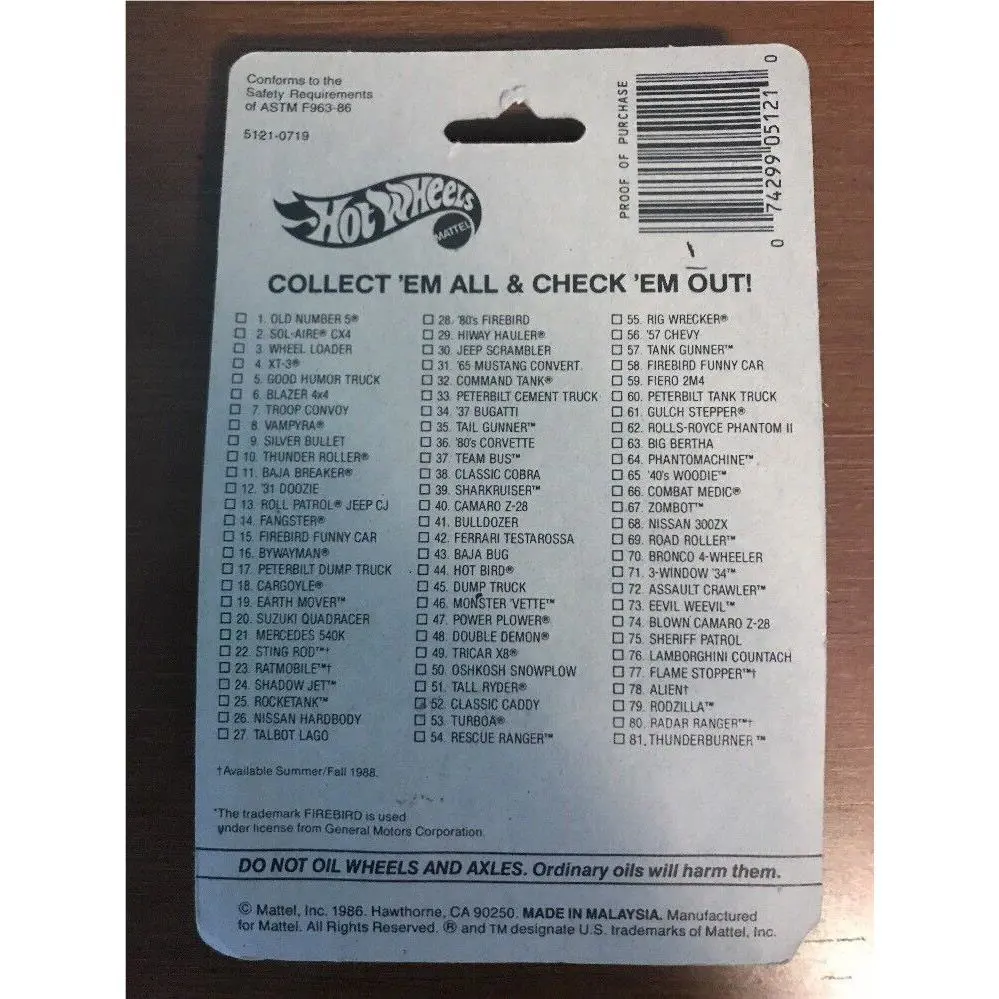 Conforms to the
Safety Requirements
of ASTM F963-86
5121-0719
PROOF OF PURCHASE
0 74299 05121 0
HOT WHEELS
MATTEL
COLLECT 'EM ALL & CHECK 'EM OUT!
1. OLD NUMBER 5®
2. SOL-AIRE® CX4
3. WHEEL LOADER
4. XT-3®
5. GOOD HUMOR TRUCK
6. BLAZER 4x4
7. TROOP CONVOY
8. VAMPYRA®
9. SILVER BULLET
10. THUNDER ROLLER®
11. BAJA BREAKER®
12. '31 DOOZIE
13. ROLL PATROL® JEEP CJ
14. FANGSTER®
15. FIREBIRD FUNNY CAR
16. BYWAYMAN®
17. PETERBILT DUMP TRUCK
18. CARGOYLE®
19. EARTH MOVER™
20. SUZUKI QUADRACER
21. MERCEDES 540K
22. STING ROD™†
23. RATMOBILE™†
24. SHADOW JET™
25. ROCKETANK™
26. NISSAN HARDBODY
27. TALBOT LAGO
28. '80s FIREBIRD
29. HIWAY HAULER®
30. JEEP SCRAMBLER
31. '65 MUSTANG CONVERT.
32. COMMAND TANK®
33. PETERBILT CEMENT TRUCK
34. '37 BUGATTI
35. TAIL GUNNER™
36. '80s CORVETTE
37. TEAM BUS™
38. CLASSIC COBRA
39. SHARKRUISER™
40. CAMARO Z-28
41. BULLDOZER
42. FERRARI TESTAROSSA
43. BAJA BUG
44. HOT BIRD®
45. DUMP TRUCK
46. MONSTER 'VETTE™
47. POWER PLOWER®
48. DOUBLE DEMON®
49. TRICAR X8®
50. OSHKOSH SNOWPLOW
51. TALL RYDER®
52. CLASSIC CADDY
53. TURBOA®
54. RESCUE RANGER™
55. RIG WRECKER®
56. '57 CHEVY
57. TANK GUNNER™
58. FIREBIRD FUNNY CAR
59. FIERO 2M4
60. PETERBILT TANK TRUCK
61. GULCH STEPPER®
62. ROLLS-ROYCE PHANTOM II
63. BIG BERTHA
64. PHANTOMACHINE™
65. '40's WOODIE™
66. COMBAT MEDIC®
67. ZOMBOT™
68. NISSAN 300ZX
69. ROAD ROLLER™
70. BRONCO 4-WHEELER
71. 3-WINDOW '34™
72. ASSAULT CRAWLER™
73. EEVIL WEEVIL™
74. BLOWN CAMARO Z-28
75. SHERIFF PATROL
76. LAMBORGHINI COUNTACH
77. FLAME STOPPER™†
78. ALIEN†
79. RODZILLA™
80. RADAR RANGER™†
81. THUNDERBURNER™
†Available Summer/Fall 1988.
*The trademark FIREBIRD is used
under license from General Motors Corporation.
DO NOT OIL WHEELS AND AXLES. Ordinary oils will harm them.
© Mattel, Inc. 1986. Hawthorne, CA 90250. MADE IN MALAYSIA. Manufactured
for Mattel. All Rights Reserved. ® and TM designate U.S. trademarks of Mattel, Inc.